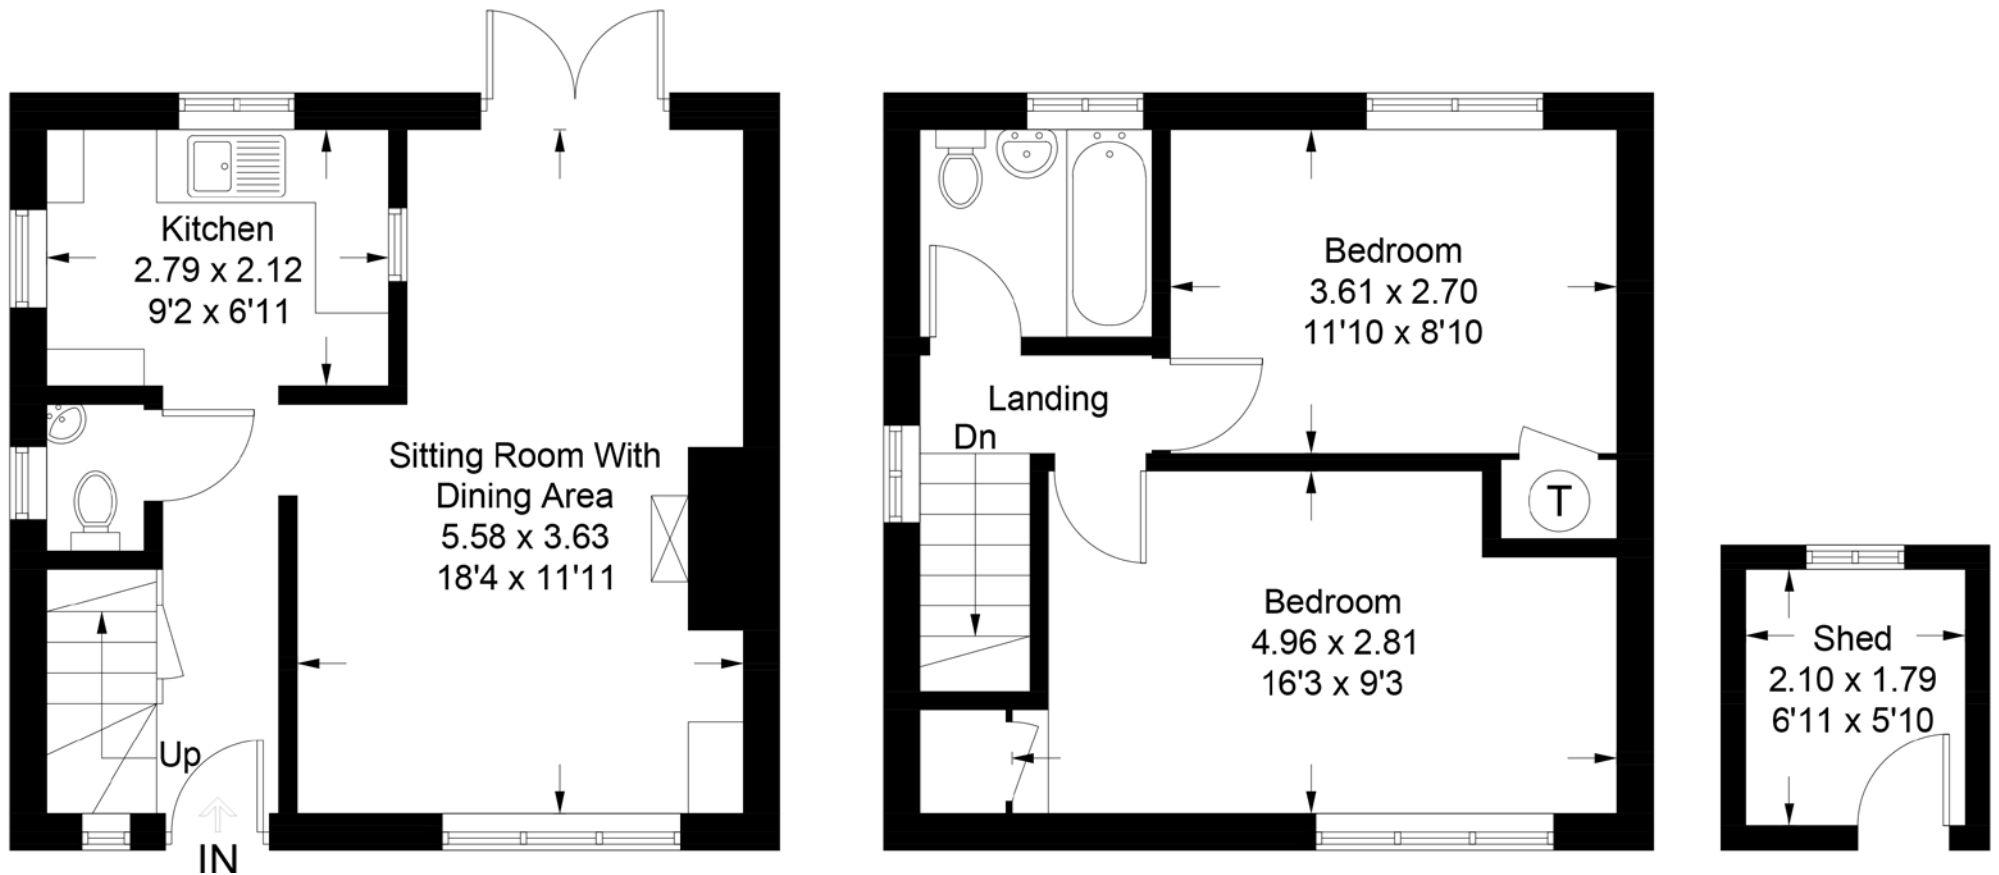 Kitchen
2.79 x 2.12
9'2 x 6'11
Sitting Room With
Dining Area
5.58 x 3.63
18'4 x 11'11
Up
IN
Landing
Dn
Bedroom
3.61 x 2.70
11'10 x 8'10
T
Bedroom
4.96 x 2.81
16'3 x 9'3
Shed
2.10 x 1.79
6'11 x 5'10